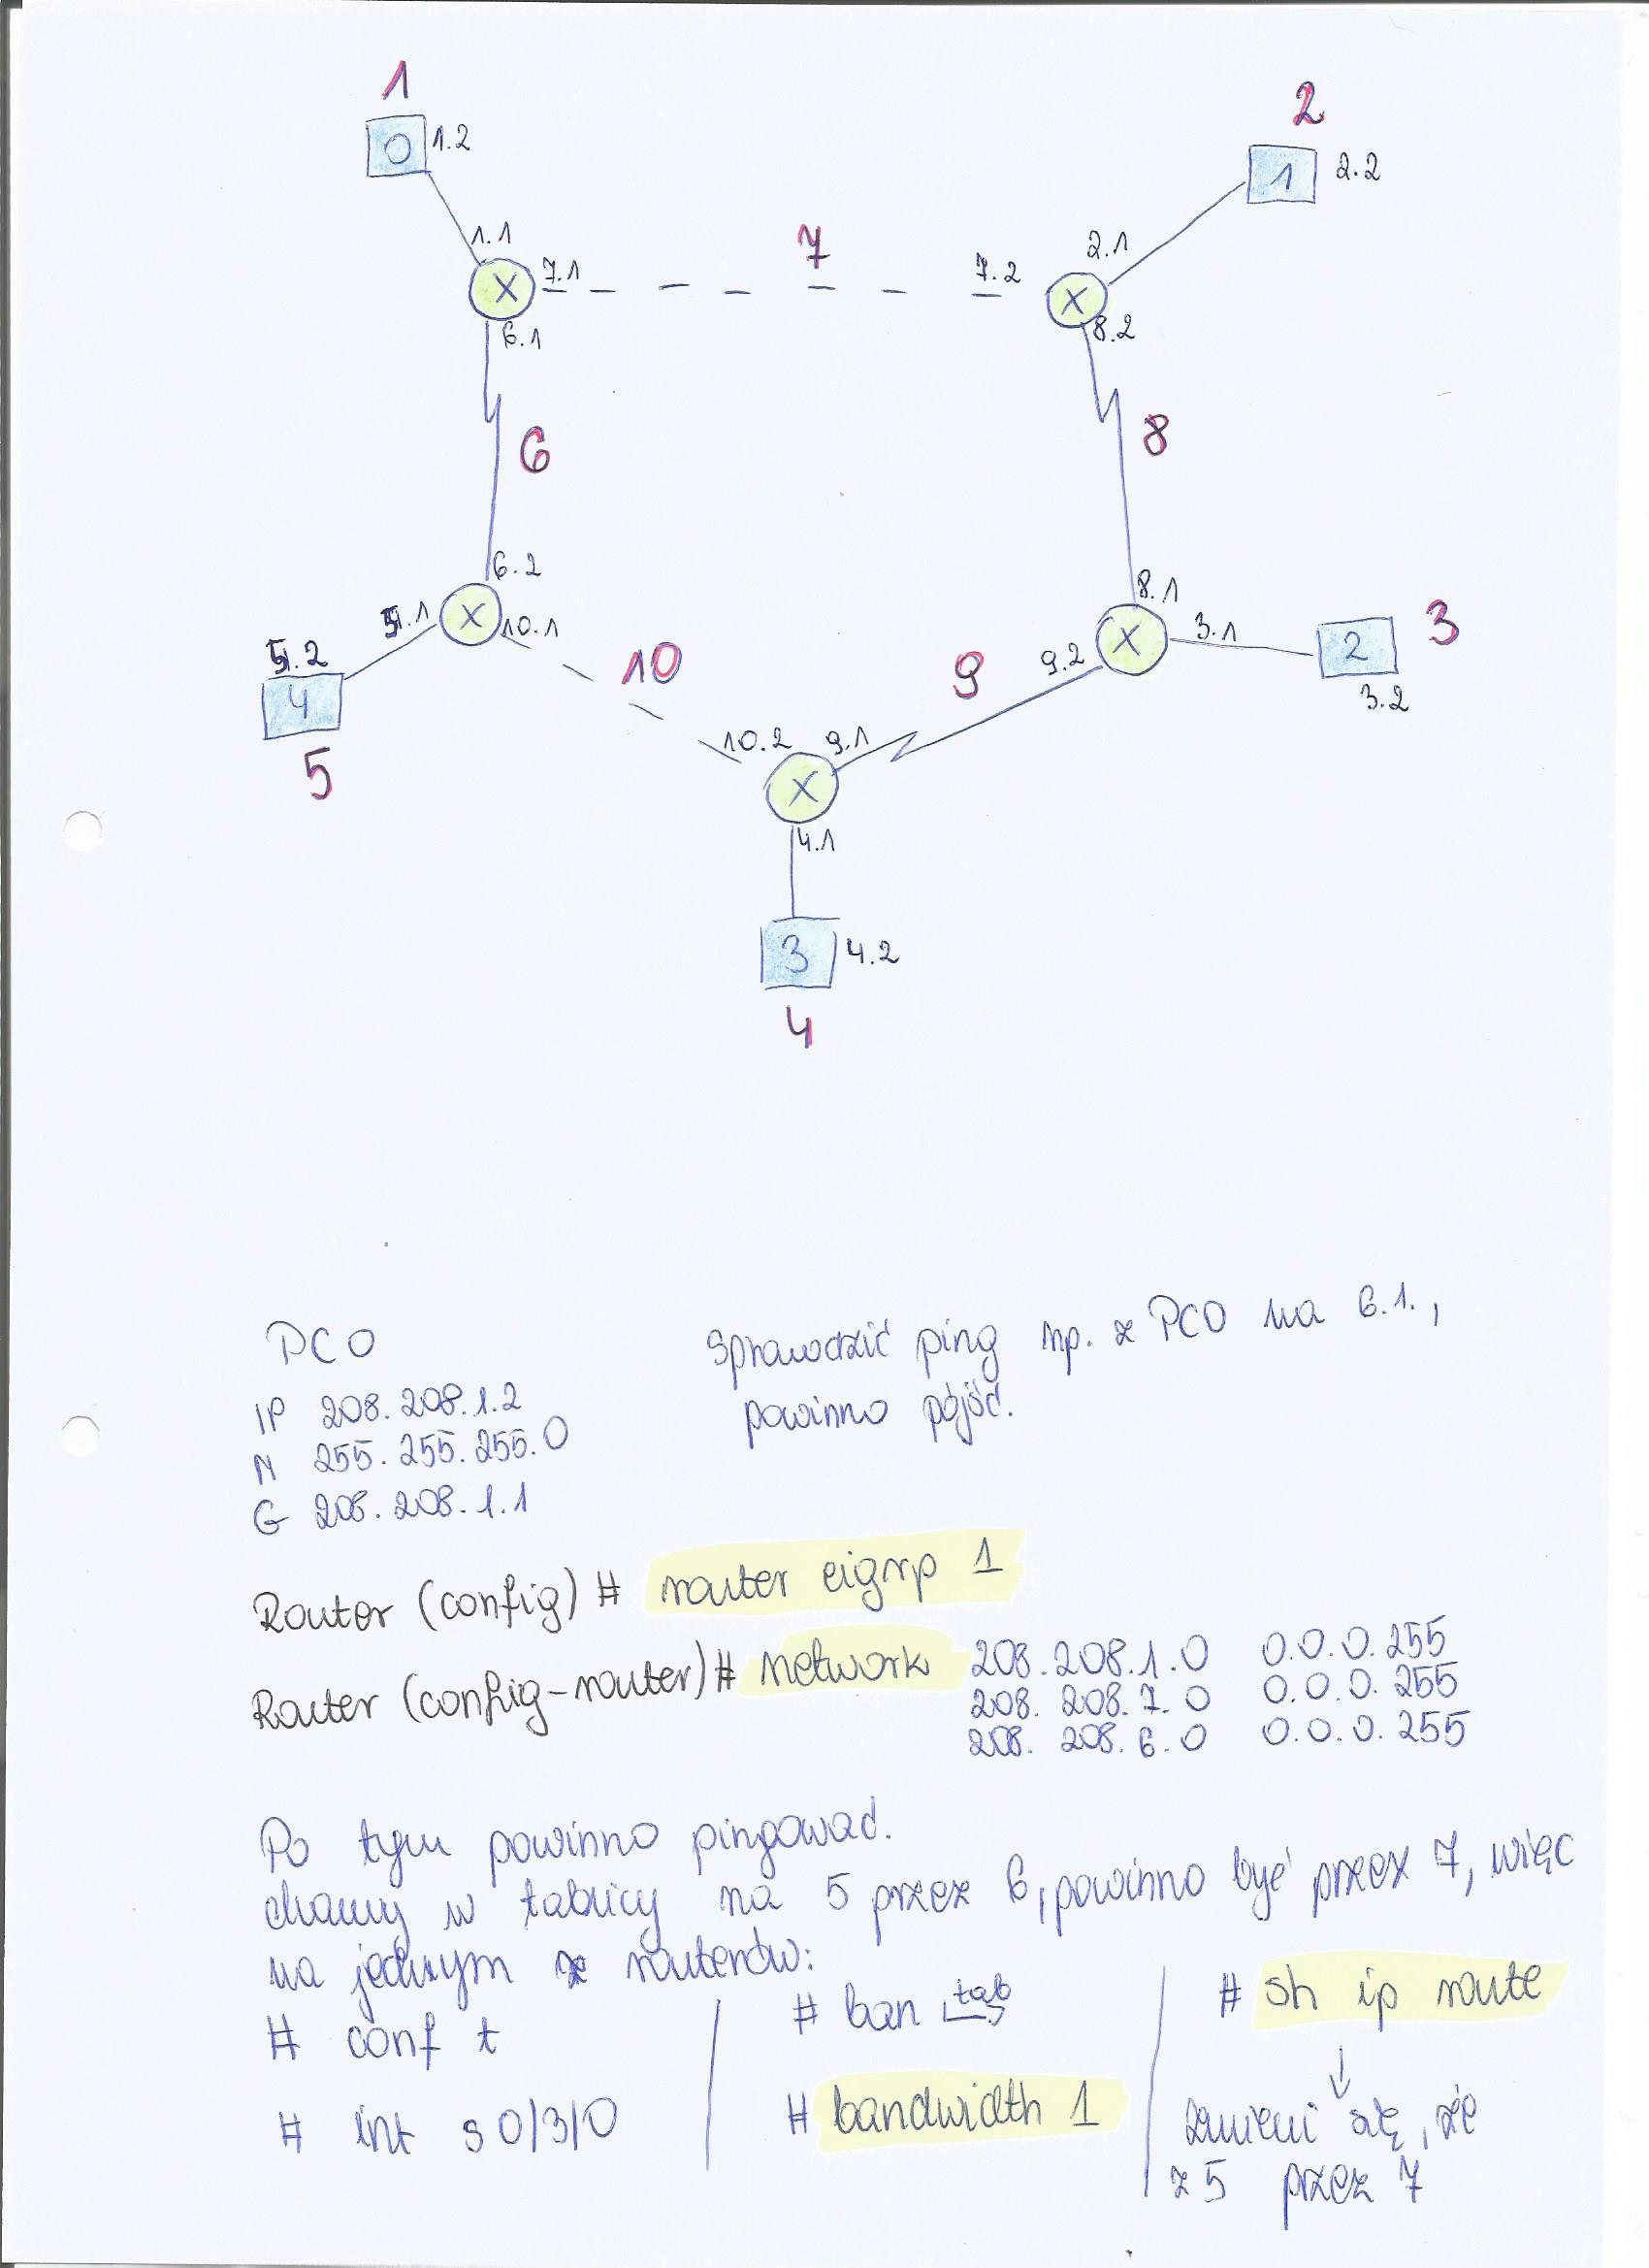 1
2
0 1.2
1 2.2
1.1
2.1
7
X 7.1
7.2 X
6.1
8.2
6
8
6.2
8.1
5.1 X 10.1
X 3.1
2
3
5.2
10
9
9.2
3.2
4
5
10.2 9.1
X
4.1
3 4.2
4
PC0
IP 208.208.1.2
N 255.255.255.0
G 208.208.1.1
Sprawdzić ping np. z PC0 na 6.1.,
powinno pójść.
Router (config) # router eigrp 1
Router (config-router) # network 208.208.1.0 0.0.0.255
208.208.7.0 0.0.0.255
208.208.6.0 0.0.0.255
Po tym powinno pingować.
chcemy w tablicy na 5 przez 6, powinno być przez 7, więc
na jednym z routerów:
# conf t
# int s 0/3/0
# ban tab
# bandwidth 1
# sh ip route
zmieni się, że
z 5 przez 7